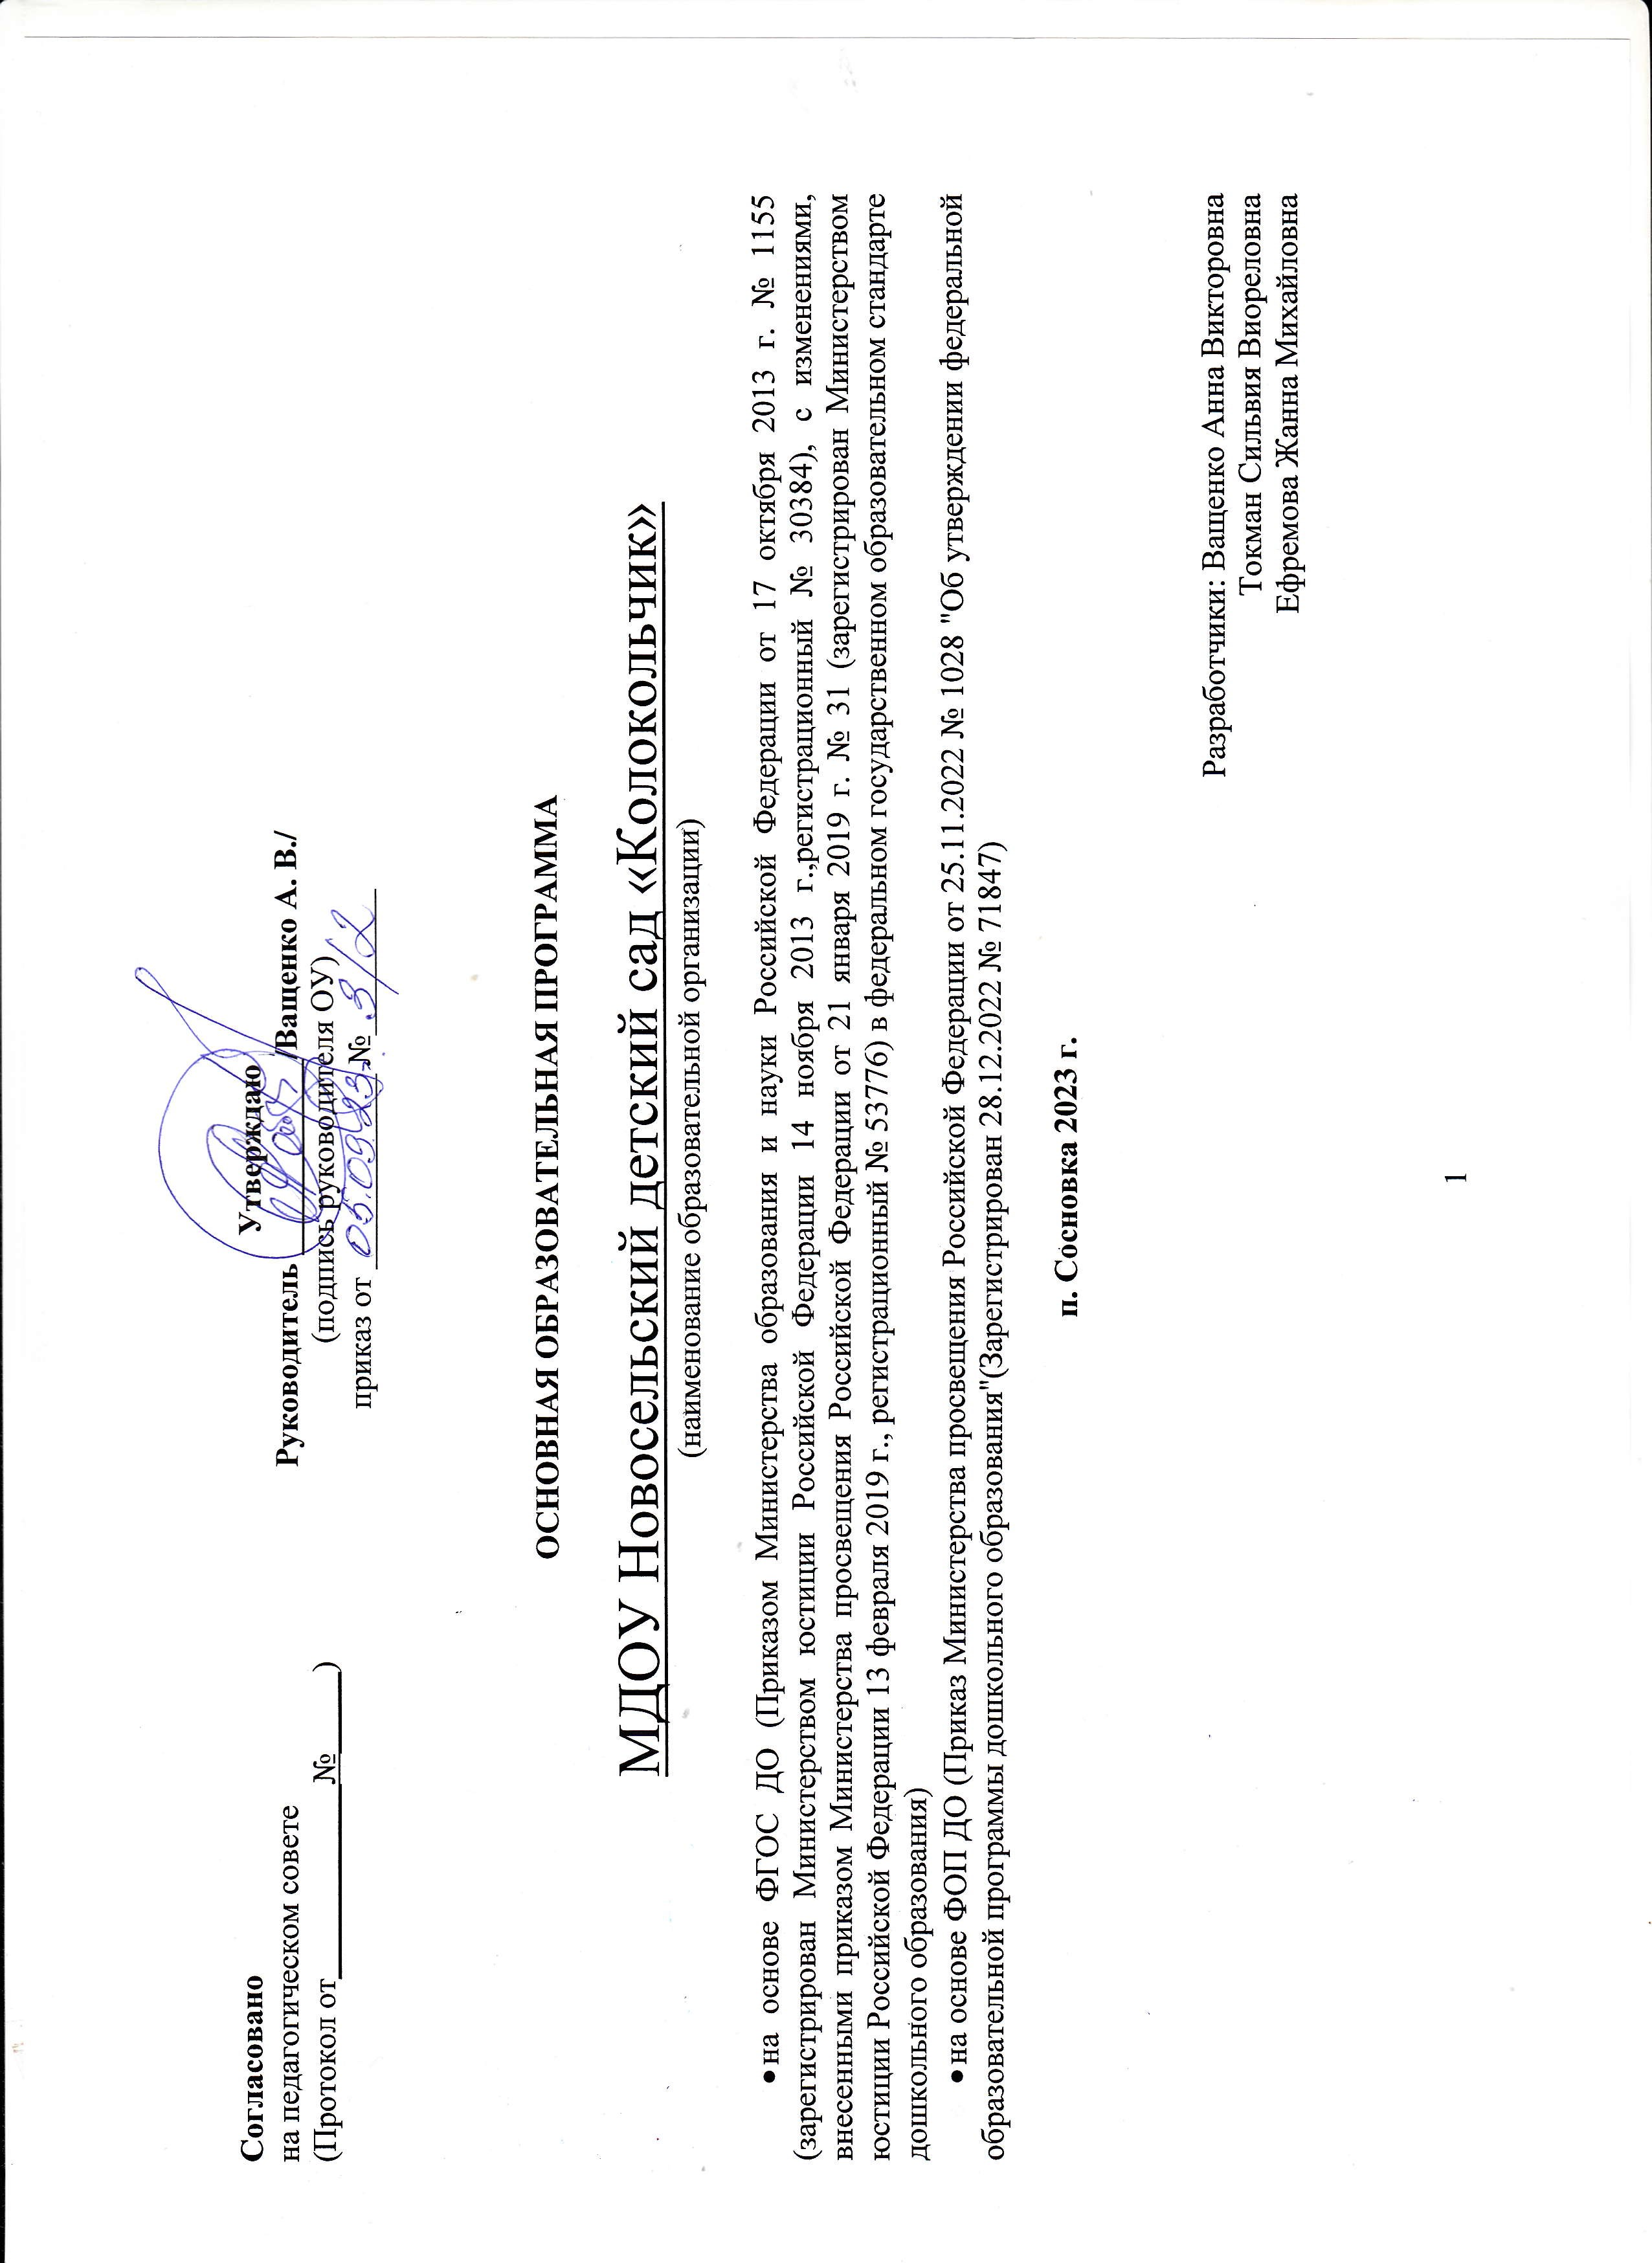 Согласовано
на педагогическом совете
(Протокол от____________№_____)
Утверждаю
Руководитель ____________/Ващенко А. В./
(подпись руководителя ОУ)
приказ от 05.09.23 № 3/2
ОСНОВНАЯ ОБРАЗОВАТЕЛЬНАЯ ПРОГРАММА
МДОУ Новосельский детский сад «Колокольчик»
(наименование образовательной организации)
•на основе ФГОС ДО (Приказом Министерства образования и науки Российской Федерации от 17 октября 2013 г. № 1155
(зарегистрирован Министерством юстиции Российской Федерации 14 ноября 2013 г.,регистрационный № 30384), с изменениями,
внесенными приказом Министерства просвещения Российской Федерации от 21 января 2019 г. № 31 (зарегистрирован Министерством
юстиции Российской Федерации 13 февраля 2019 г., регистрационный № 53776) в федеральном государственном образовательном стандарте
дошкольного образования)
•на основе ФОП ДО (Приказ Министерства просвещения Российской Федерации от 25.11.2022 № 1028 "Об утверждении федеральной
образовательной программы дошкольного образования"(Зарегистрирован 28.12.2022 № 71847)
п. Сосновка 2023 г.
Разработчики: Ващенко Анна Викторовна
Токман Сильвия Виореловна
Ефремова Жанна Михайловна
1